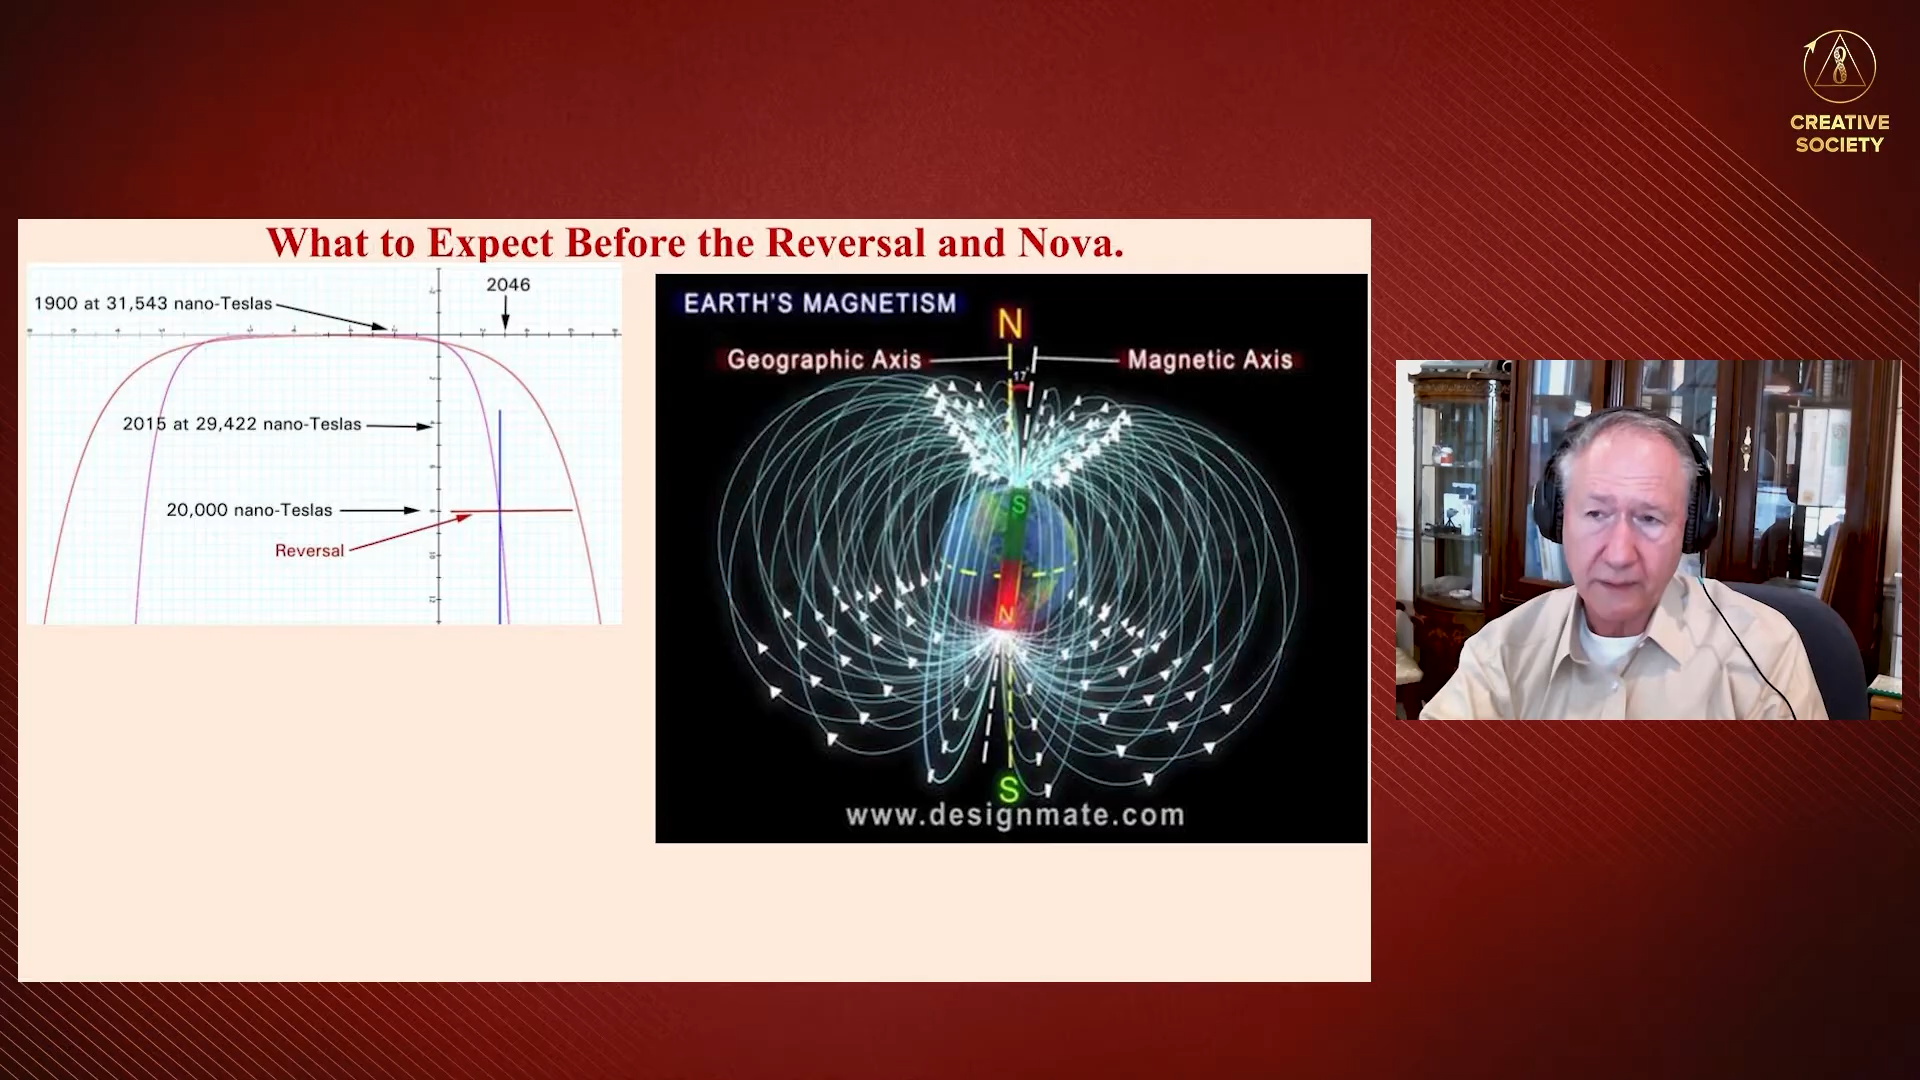 CREATIVE
SOCIETY
What to Expect Before the Reversal and Nova.
2046
1900 at 31,543 nano-Teslas
2015 at 29,422 nano-Teslas
20,000 nano-Teslas
Reversal
EARTH'S MAGNETISM
N
Geographic Axis
Magnetic Axis
17°
S
N
S
www.designmate.com